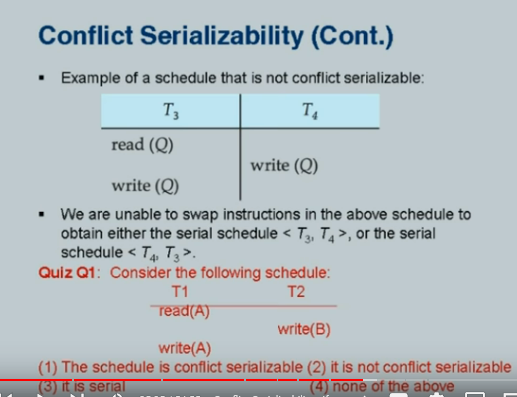 Conflict Serializability (Cont.)
▪ Example of a schedule that is not conflict serializable:
T3 T4
read (Q)
write (Q)
write (Q)
▪ We are unable to swap instructions in the above schedule to
obtain either the serial schedule < T3, T4 >, or the serial
schedule < T4, T3 >.
Quiz Q1: Consider the following schedule:
T1 T2
read(A)
write(B)
write(A)
(1) The schedule is conflict serializable (2) it is not conflict serializable
(3) it is serial (4) none of the above